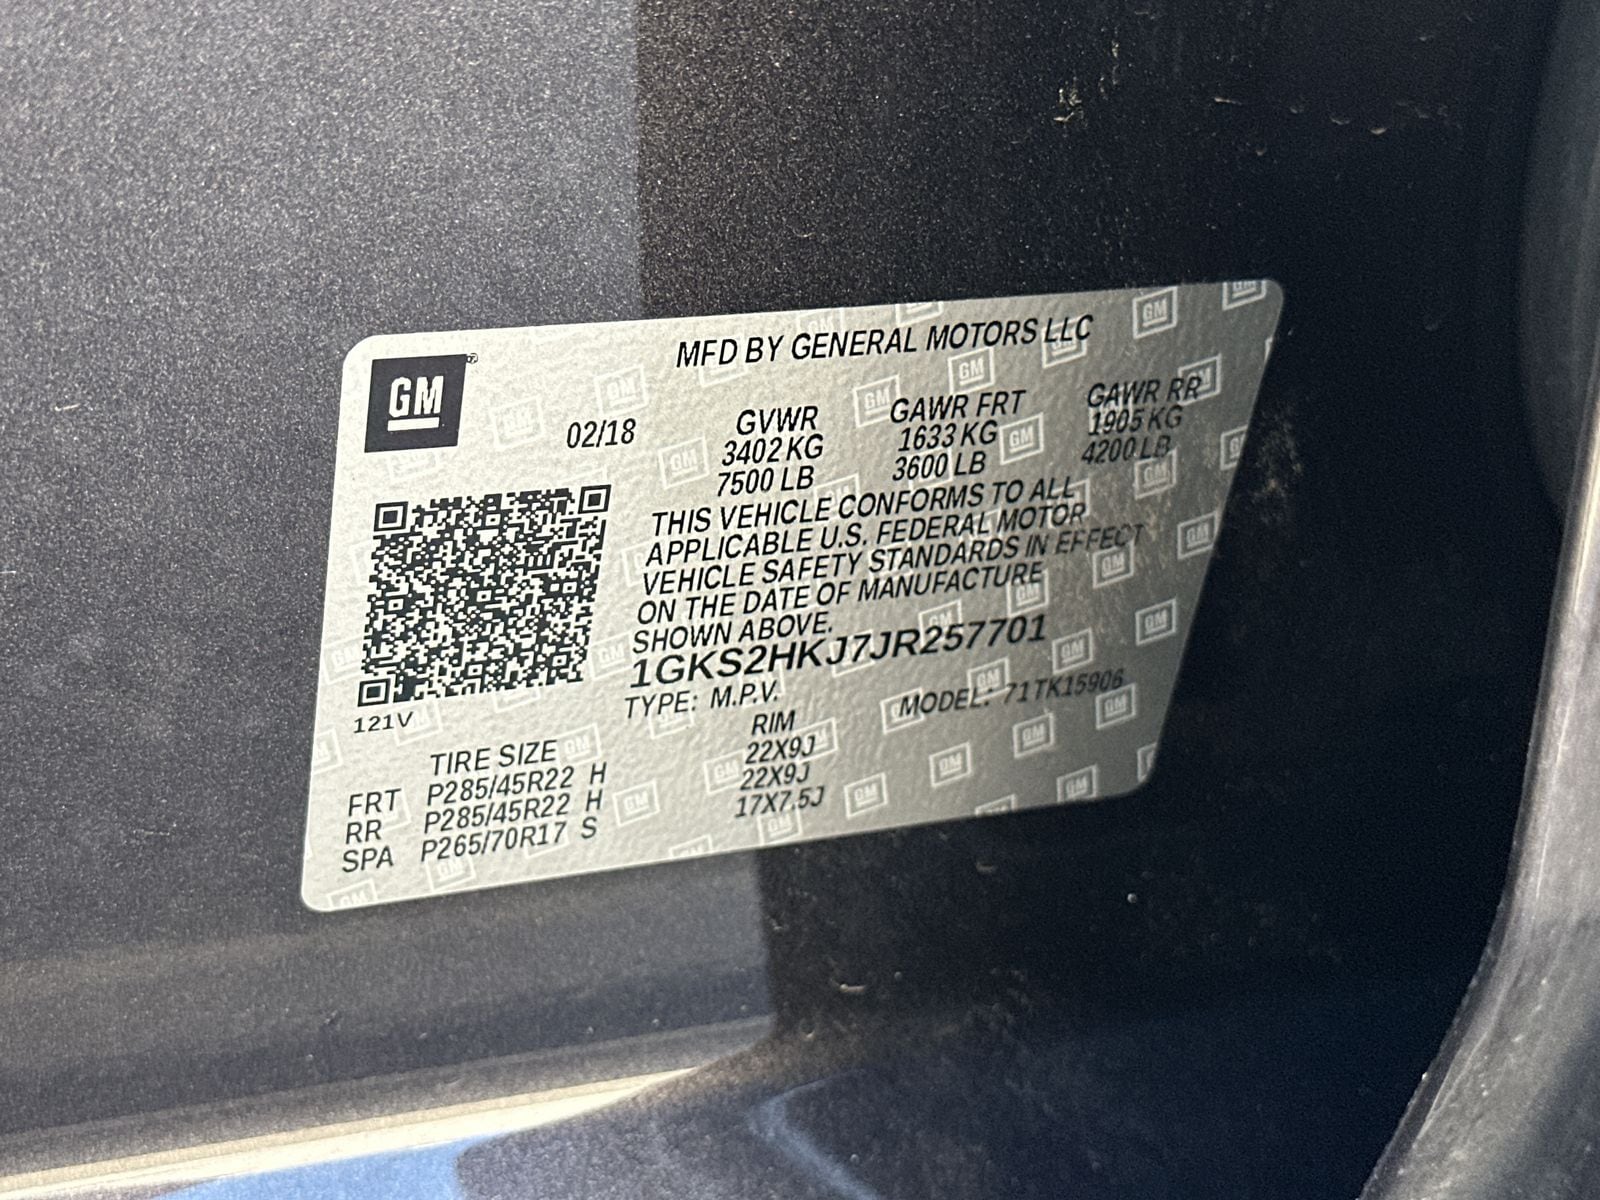 MFD BY GENERAL MOTORS LLC
GM
02/18 GVWR GAWR FRT GAWR RR
3402 KG 1633 KG 1905 KG
7500 LB 3600 LB 4200 LB
THIS VEHICLE CONFORMS TO ALL
APPLICABLE U.S. FEDERAL MOTOR
VEHICLE SAFETY STANDARDS IN EFFECT
ON THE DATE OF MANUFACTURE
SHOWN ABOVE.
1GKS2HKJ7JR257701
TYPE: M.P.V. MODEL: 71TK15906
121V
TIRE SIZE RIM
FRT P285/45R22 H 22X9J
RR P285/45R22 H 22X9J
SPA P265/70R17 S 17X7.5J